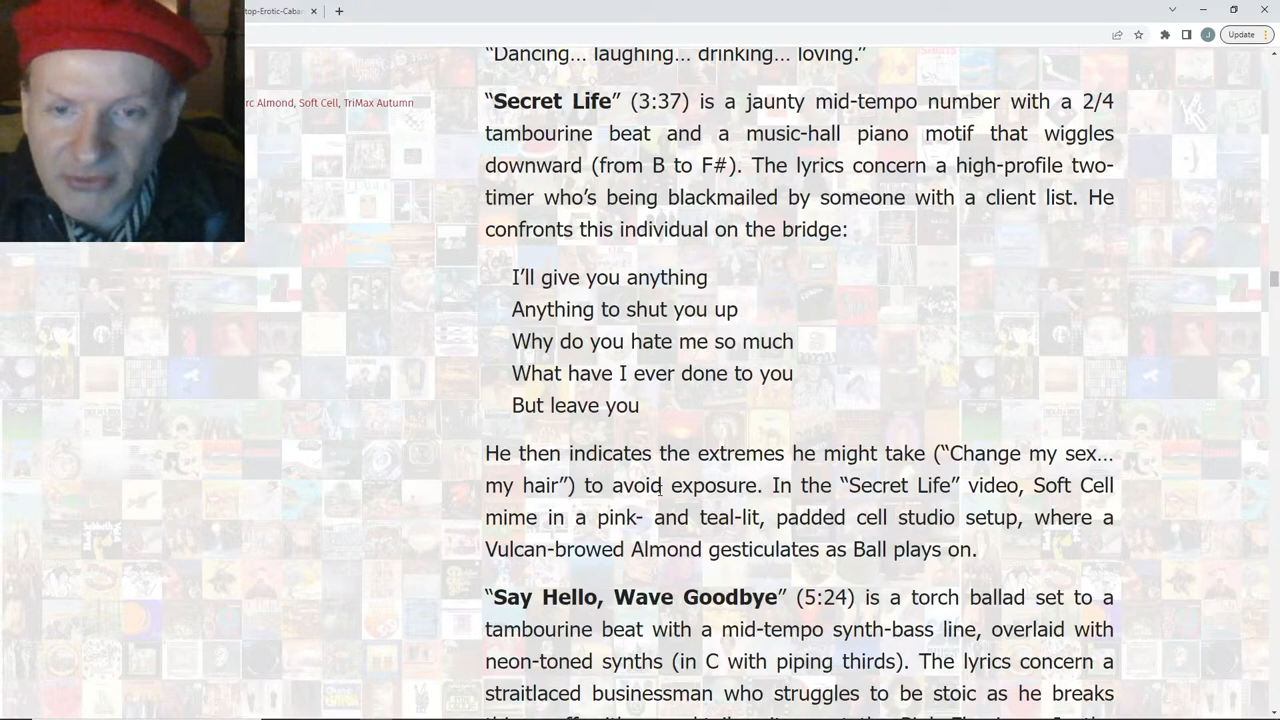 top-Erotic-Caba
Update
J
"Dancing… laughing… drinking… loving."
rc Almond, Soft Cell, TriMax Autumn
"Secret Life" (3:37) is a jaunty mid-tempo number with a 2/4
tambourine beat and a music-hall piano motif that wiggles
downward (from B to F#). The lyrics concern a high-profile two-
timer who's being blackmailed by someone with a client list. He
confronts this individual on the bridge:
I'll give you anything
Anything to shut you up
Why do you hate me so much
What have I ever done to you
But leave you
He then indicates the extremes he might take ("Change my sex…
my hair") to avoid exposure. In the "Secret Life" video, Soft Cell
mime in a pink- and teal-lit, padded cell studio setup, where a
Vulcan-browed Almond gesticulates as Ball plays on.
"Say Hello, Wave Goodbye" (5:24) is a torch ballad set to a
tambourine beat with a mid-tempo synth-bass line, overlaid with
neon-toned synths (in C with piping thirds). The lyrics concern a
straitlaced businessman who struggles to be stoic as he breaks